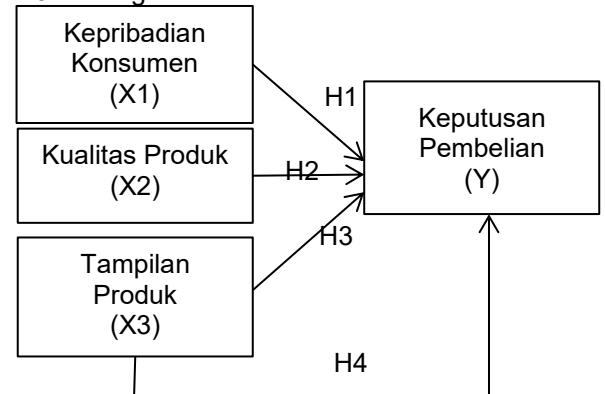 Kepribadian
Konsumen
(X1)
H1
Keputusan
Pembelian
(Y)
Kualitas Produk
(X2)
H2
H3
Tampilan
Produk
(X3)
H4